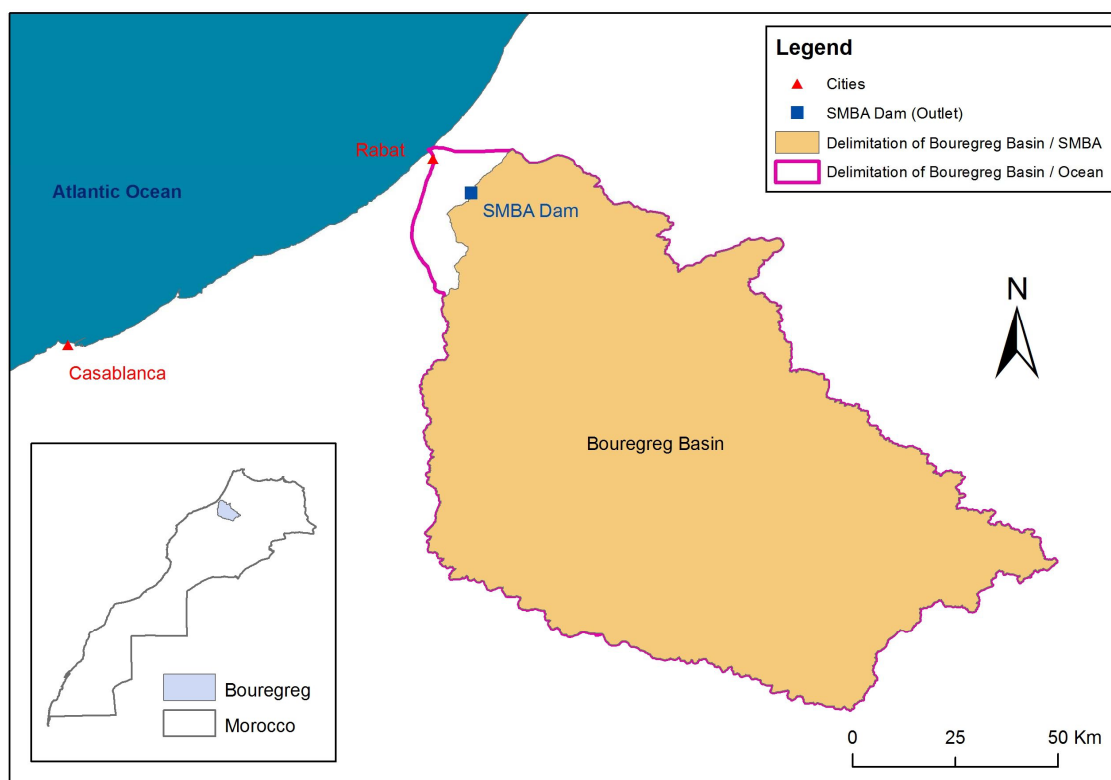 Legend
Cities
SMBA Dam (Outlet)
Delimitation of Bouregreg Basin / SMBA
Delimitation of Bouregreg Basin / Ocean
Rabat
Atlantic Ocean
SMBA Dam
N
Casablanca
Bouregreg Basin
Bouregreg
Morocco
0 25 50 Km